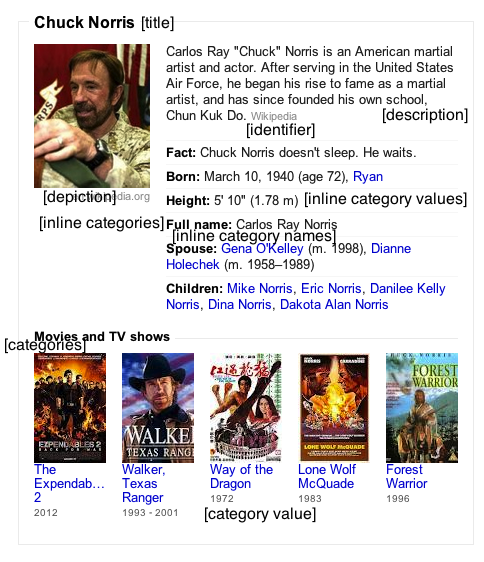 Chuck Norris [title]
Carlos Ray "Chuck" Norris is an American martial
artist and actor. After serving in the United States
Air Force, he began his rise to fame as a martial
artist, and has since founded his own school,
Chun Kuk Do. Wikipedia
[description]
[identifier]
Fact: Chuck Norris doesn't sleep. He waits.
Born: March 10, 1940 (age 72), Ryan
[depiction]
pedia.org
Height: 5' 10" (1.78 m) [inline category values]
[inline categories]
Full name: Carlos Ray Norris
[inline category names]
Spouse: Gena O'Kelley (m. 1998), Dianne
Holechek (m. 1958–1989)
Children: Mike Norris, Eric Norris, Danilee Kelly
Norris, Dina Norris, Dakota Alan Norris
Movies and TV shows
[categories]
EXPENDABLES 2
BACK FOR WAR
WALKER
TEXAS RANG
LONE WOLF McQUADE
CHUCK NORRIS
FOREST
WARRIOR
The
Expendab...
2
2012
Walker,
Texas
Ranger
1993 - 2001
Way of the
Dragon
1972
Lone Wolf
McQuade
1983
Forest
Warrior
1996
[category value]